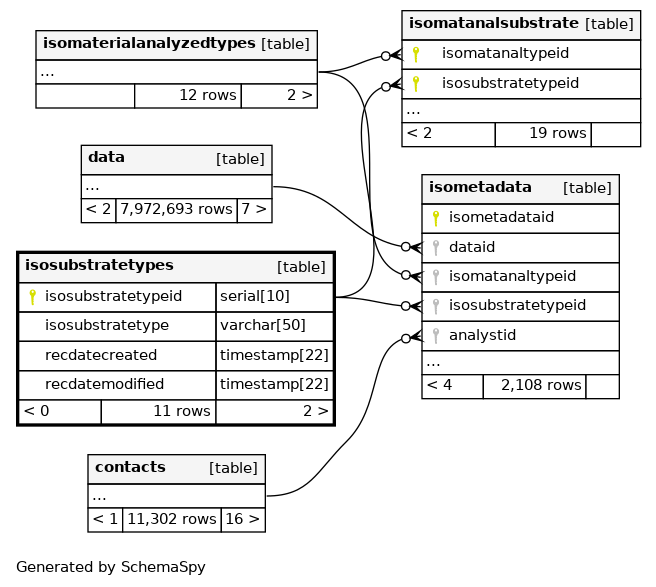 isomaterialanalyzedtypes [table]
...
12 rows 2 >
isomatanalsubstrate [table]
isomatanaltypeid
isosubstratetypeid
...
< 2 19 rows
data [table]
...
< 2 7,972,693 rows 7 >
isometadata [table]
isometadataid
dataid
isomatanaltypeid
isosubstratetypeid
analystid
...
< 4 2,108 rows
isosubstratetypes [table]
isosubstratetypeid serial[10]
isosubstratetype varchar[50]
recdatecreated timestamp[22]
recdatemodified timestamp[22]
< 0 11 rows 2 >
contacts [table]
...
< 1 11,302 rows 16 >
Generated by SchemaSpy